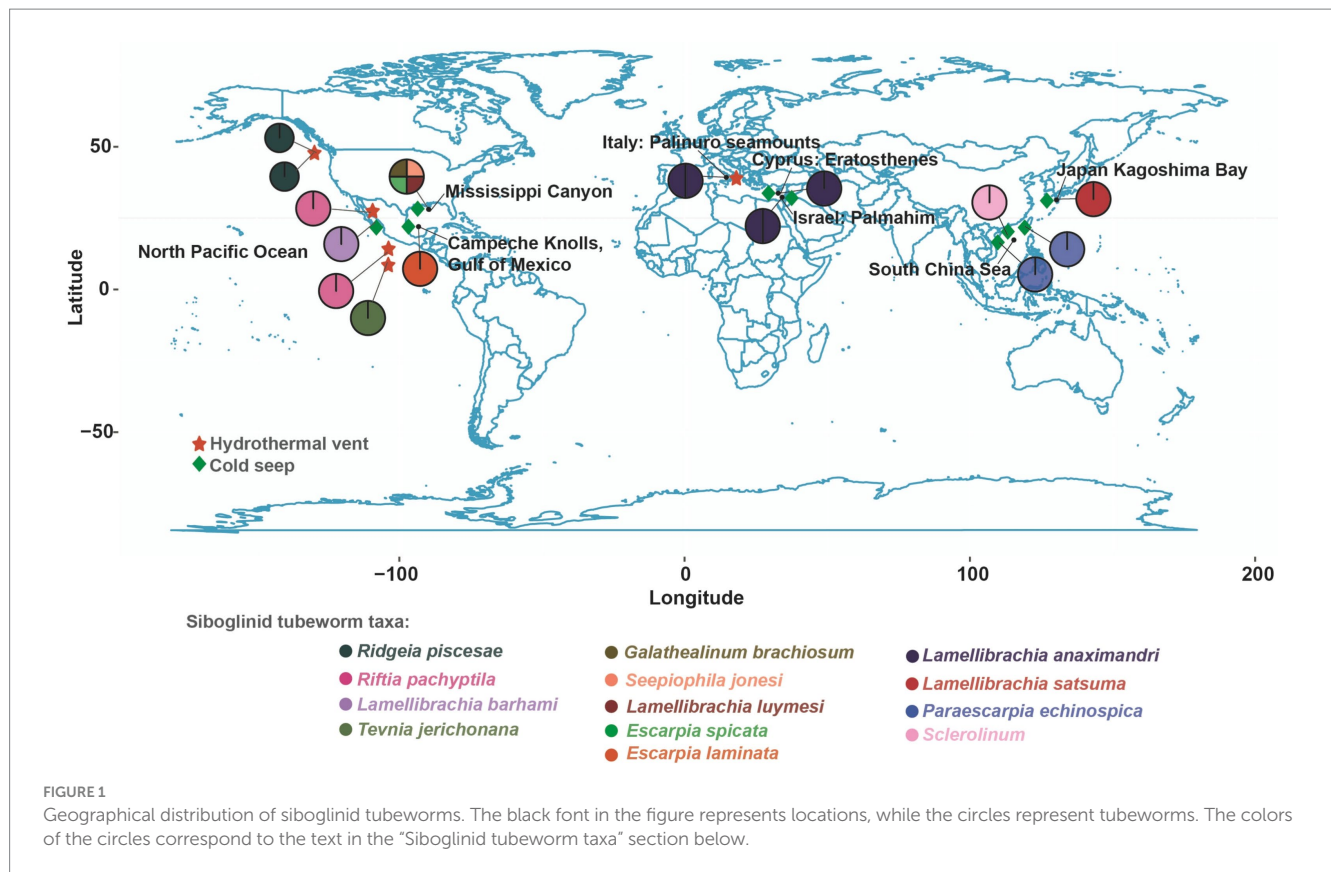 50-
Italy: Palinuro seamounts
Cyprus: Eratosthenes
Japan Kagoshima Bay
Mississippi Canyon
Israel: Palmahim
North Pacific Ocean
Campeche Knolls,
Gulf of Mexico
South China Sea
Latitude
0-
−50-
Hydrothermal vent
Cold seep
−100
0
100
200
Longitude
Siboglinid tubeworm taxa:
Ridgeia piscesae
Riftia pachyptila
Lamellibrachia barhami
Tevnia jerichonana
Galathealinum brachiosum
Seepiophila jonesi
Lamellibrachia luymesi
Escarpia spicata
Escarpia laminata
Lamellibrachia anaximandri
Lamellibrachia satsuma
Paraescarpia echinospica
Sclerolinum
FIGURE 1
Geographical distribution of siboglinid tubeworms. The black font in the figure represents locations, while the circles represent tubeworms. The colors
of the circles correspond to the text in the “Siboglinid tubeworm taxa” section below.